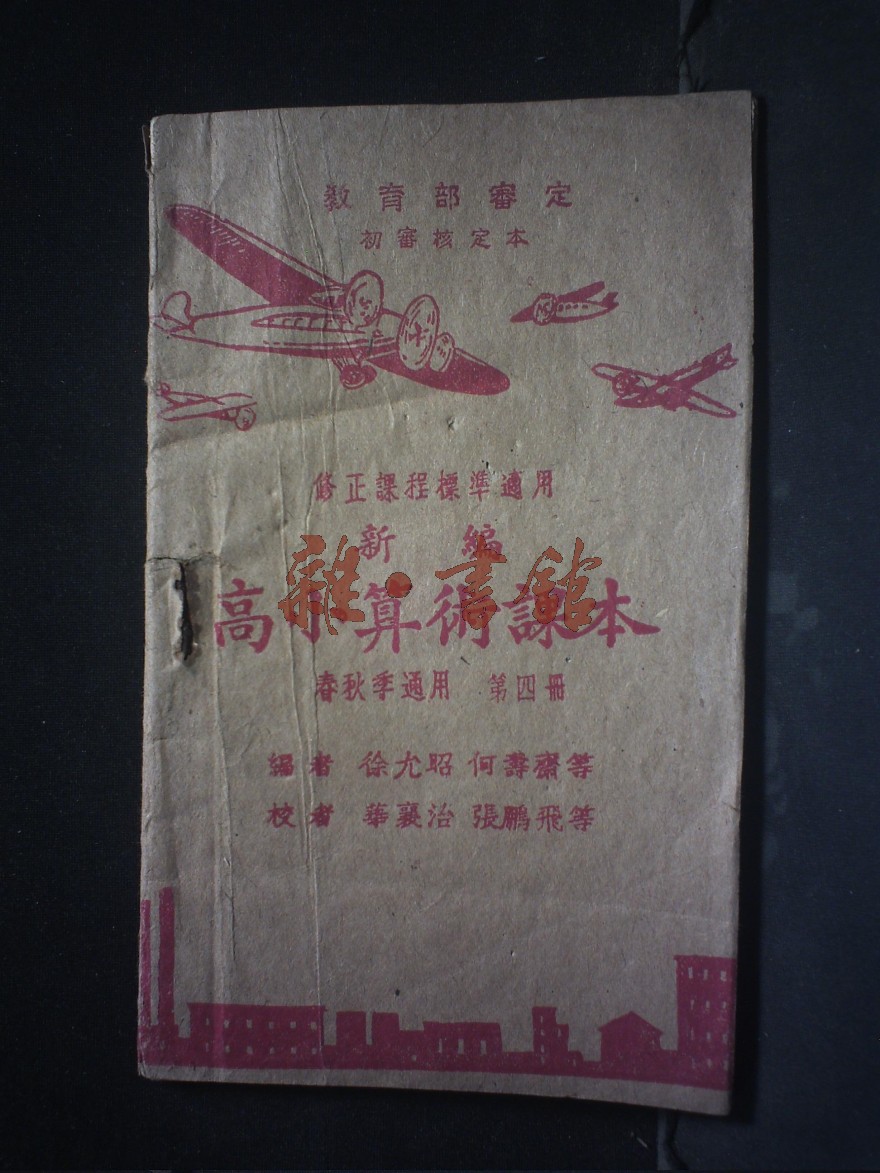 教育部審定
初審核定本
修正課程標準適用
新編
雜·書館
高小算術課本
春秋季通用 第四冊
編者 徐允昭 何壽齋等
校者 華襄治 張鵬飛等